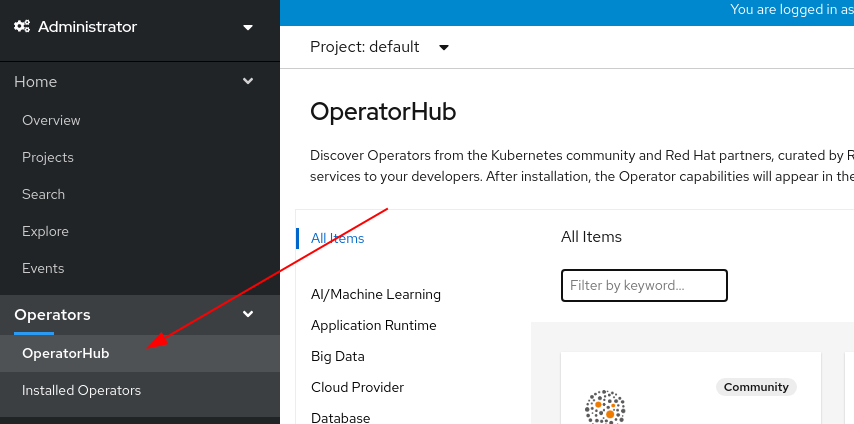 You are logged in as
Administrator
Project: default
Home
Overview
Projects
Search
Explore
Events
Operators
OperatorHub
Installed Operators
OperatorHub
Discover Operators from the Kubernetes community and Red Hat partners, curated by R
services to your developers. After installation, the Operator capabilities will appear in the
All Items
AI/Machine Learning
Application Runtime
Big Data
Cloud Provider
Database
All Items
Filter by keyword...
Community